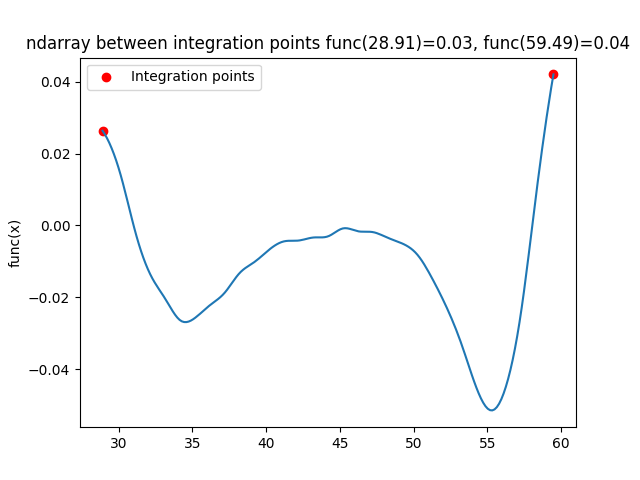 ndarray between integration points func(28.91)=0.03, func(59.49)=0.04
Integration points
func(x)
0.04
0.02
0.00
−0.02
−0.04
30 35 40 45 50 55 60